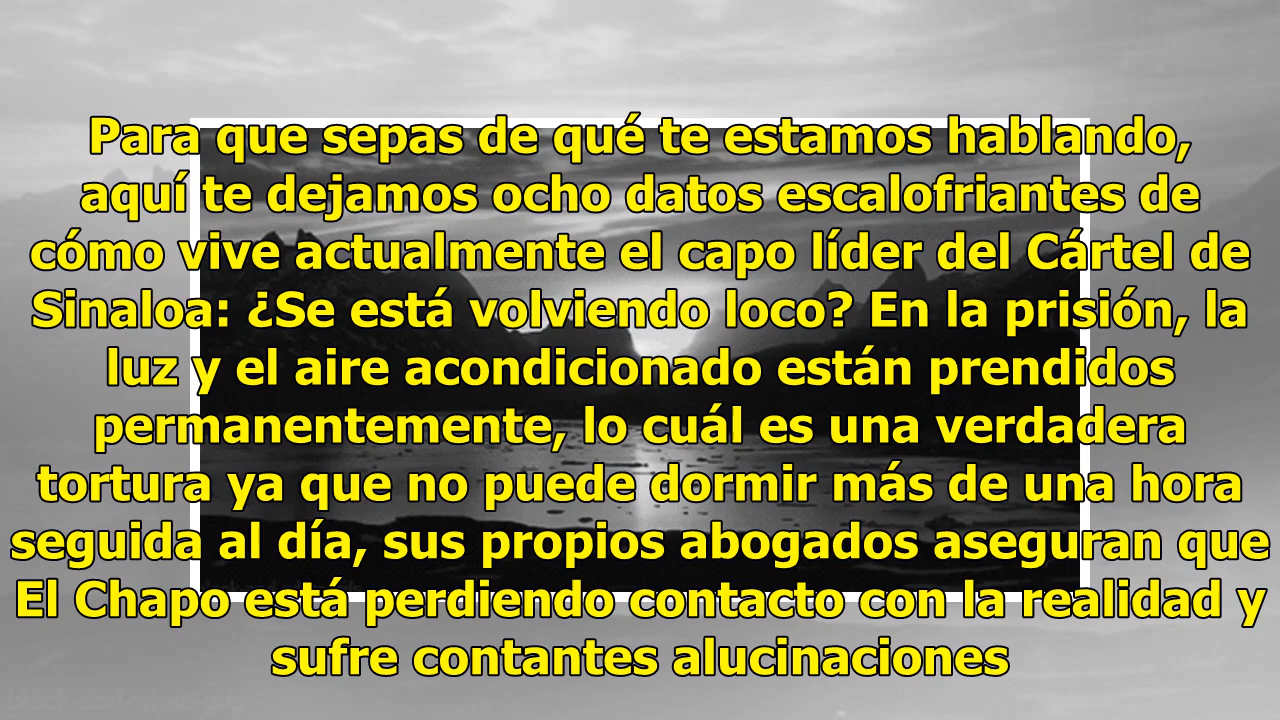 Para que sepas de qué te estamos hablando,
aquí te dejamos ocho datos escalofriantes de
cómo vive actualmente el capo líder del Cártel de
Sinaloa: ¿Se está volviendo loco? En la prisión, la
luz y el aire acondicionado están prendidos
permanentemente, lo cuál es una verdadera
tortura ya que no puede dormir más de una hora
seguida al día, sus propios abogados aseguran que
El Chapo está perdiendo contacto con la realidad y
sufre contantes alucinaciones